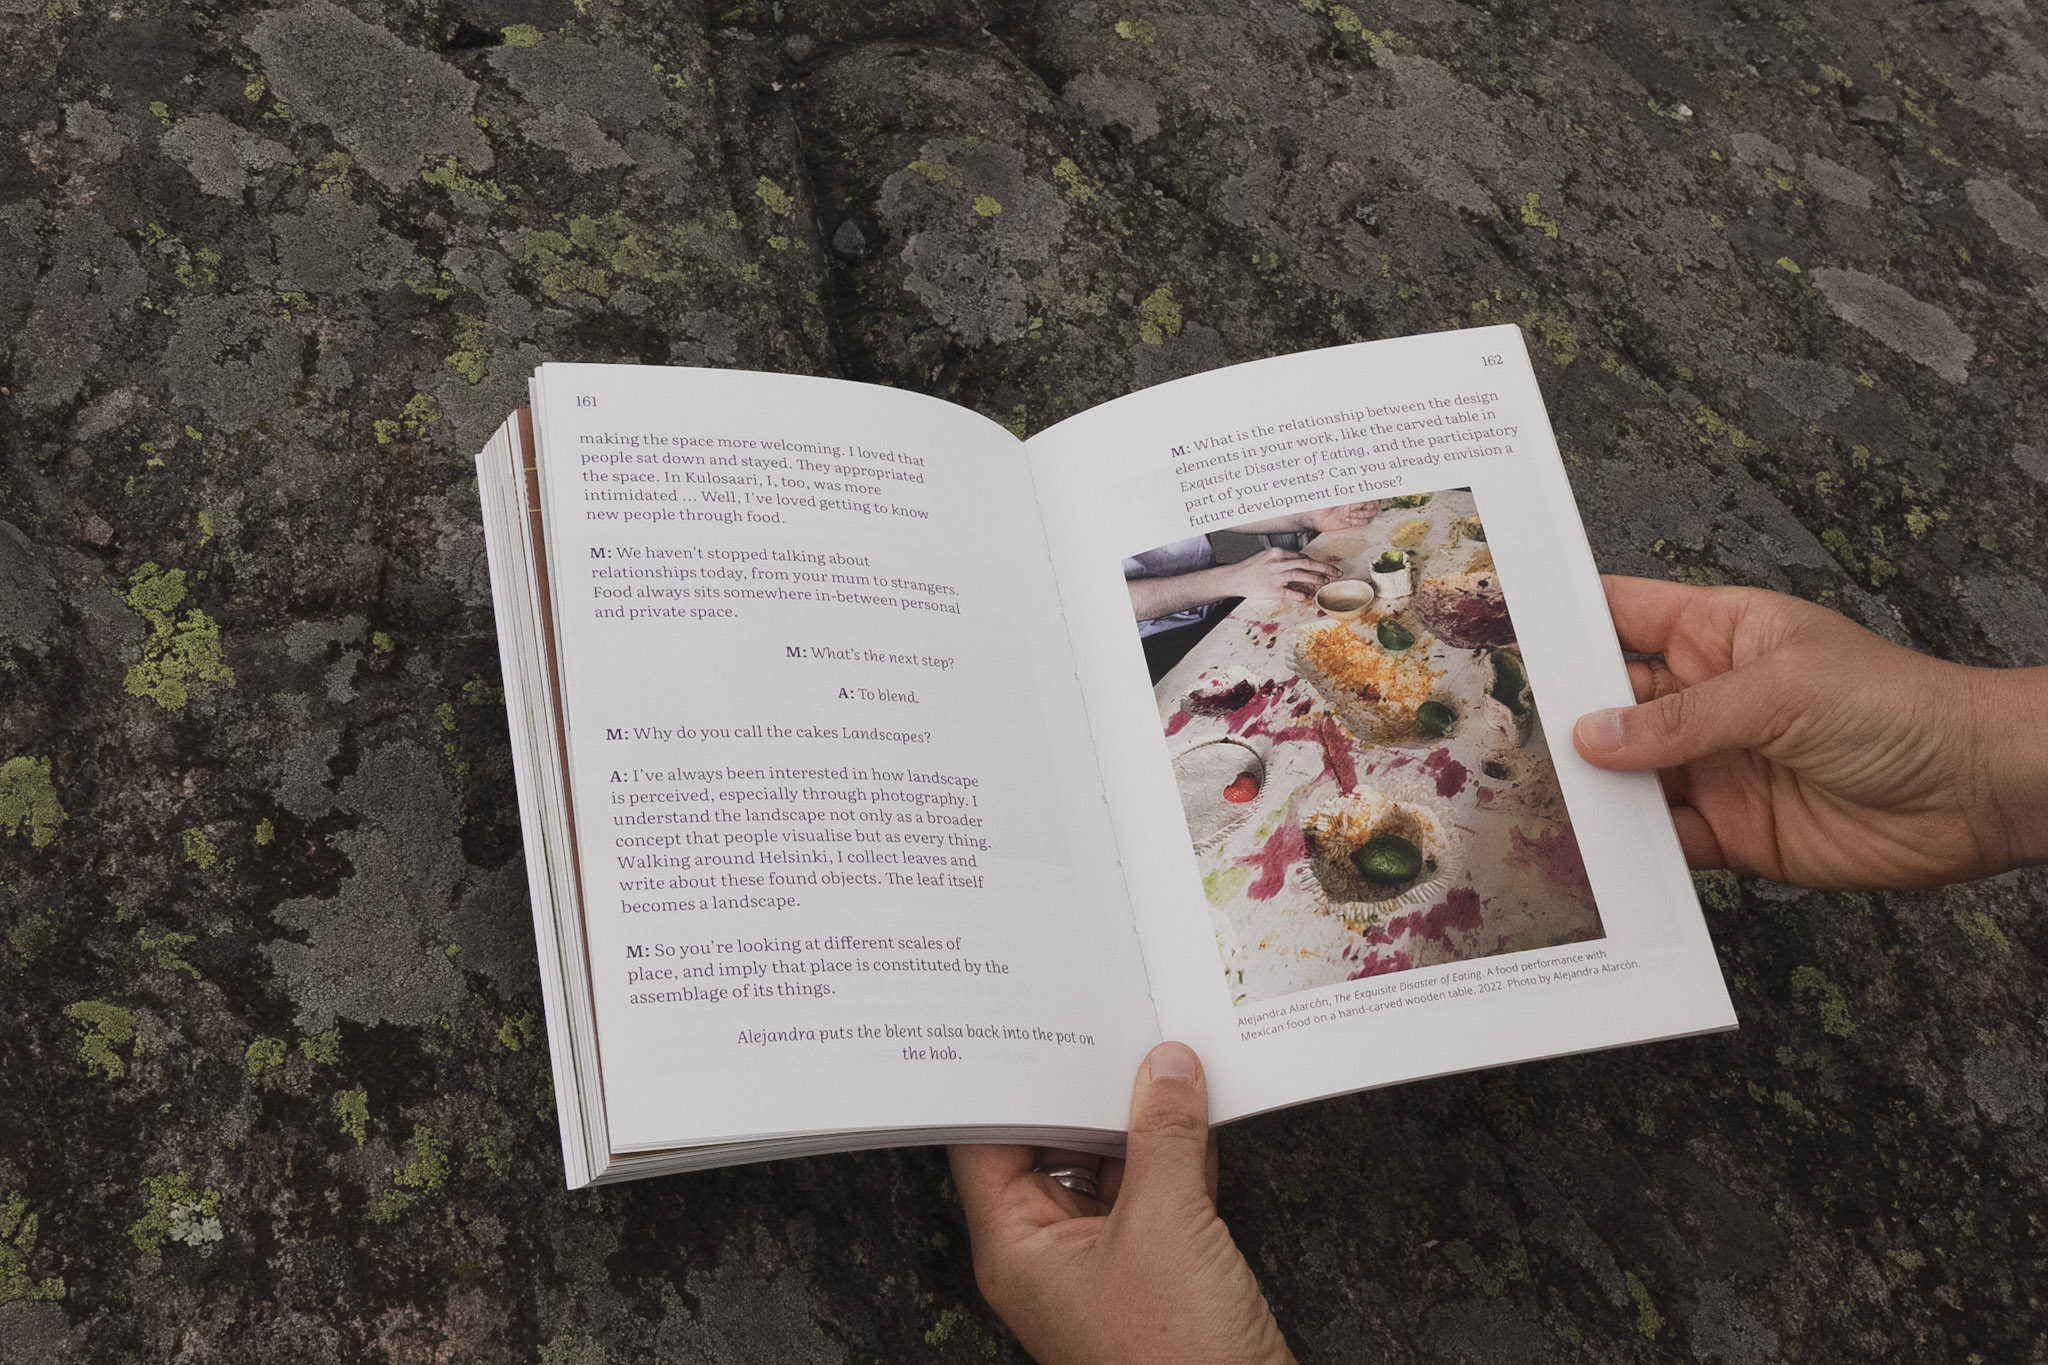 161
making the space more welcoming. I loved that
people sat down and stayed. They appropriated
the space. In Kulosaari, I, too, was more
intimidated … Well, I’ve loved getting to know
new people through food.
M: We haven’t stopped talking about
relationships today, from your mum to strangers.
Food always sits somewhere in-between personal
and private space.
M: What’s the next step?
A: To blend.
M: Why do you call the cakes Landscapes?
A: I’ve always been interested in how landscape
is perceived, especially through photography. I
understand the landscape not only as a broader
concept that people visualise but as every thing.
Walking around Helsinki, I collect leaves and
write about these found objects. The leaf itself
becomes a landscape.
M: So you’re looking at different scales of
place, and imply that place is constituted by the
assemblage of its things.
Alejandra puts the blent salsa back into the pot on
the hob.
162
M: What is the relationship between the design
elements in your work, like the carved table in
Exquisite Disaster of Eating, and the participatory
part of your events? Can you already envision a
future development for those?
Alejandra Alarcón, The Exquisite Disaster of Eating. A food performance with
Mexican food on a hand-carved wooden table, 2022. Photo by Alejandra Alarcón.